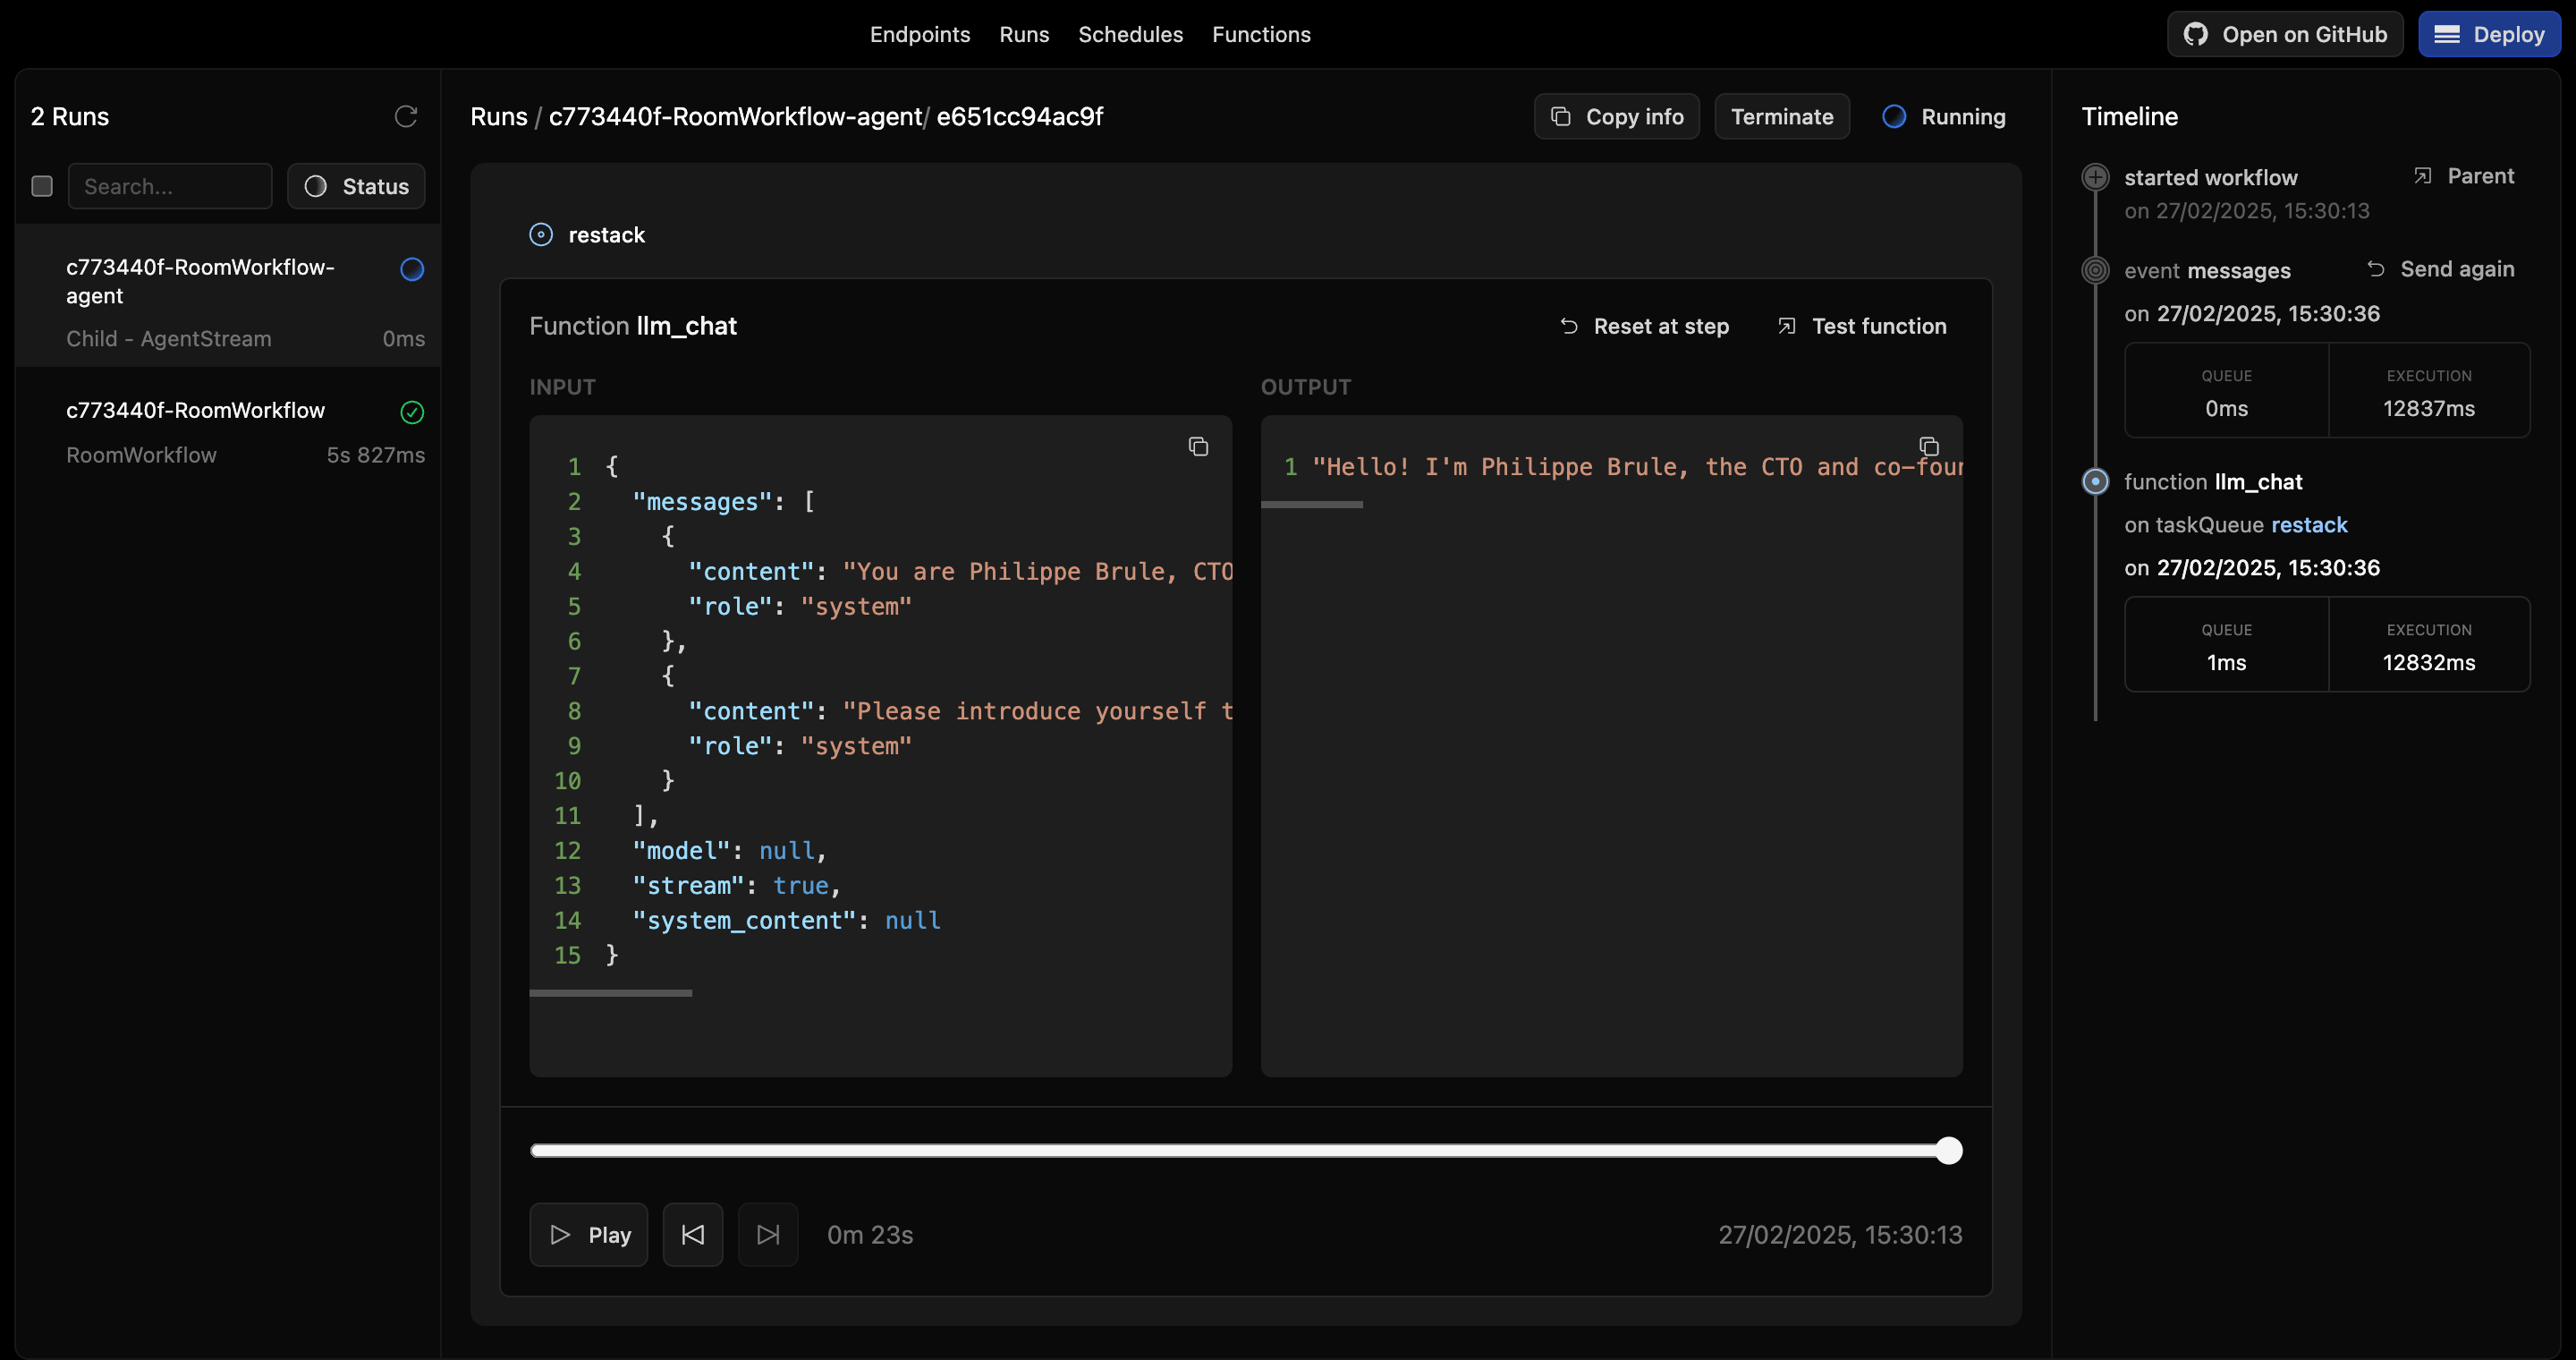 Endpoints Runs Schedules Functions
Open on GitHub Deploy
2 Runs
Search...
Status
c773440f-RoomWorkflow-
agent
Child - AgentStream 0ms
c773440f-RoomWorkflow
RoomWorkflow 5s 827ms
Runs / c773440f-RoomWorkflow-agent/ e651cc94ac9f
Copy info Terminate Running
restack
Function llm_chat
Reset at step Test function
INPUT
1 {
2 "messages": [
3 {
4 "content": "You are Philippe Brule, CTO
5 "role": "system"
6 },
7 {
8 "content": "Please introduce yourself t
9 "role": "system"
10 }
11 ],
12 "model": null,
13 "stream": true,
14 "system_content": null
15 }
OUTPUT
1 "Hello! I'm Philippe Brule, the CTO and co-four
Play 0m 23s 27/02/2025, 15:30:13
Timeline
started workflow Parent
on 27/02/2025, 15:30:13
event messages Send again
on 27/02/2025, 15:30:36
QUEUE EXECUTION
0ms 12837ms
function llm_chat
on taskQueue restack
on 27/02/2025, 15:30:36
QUEUE EXECUTION
1ms 12832ms